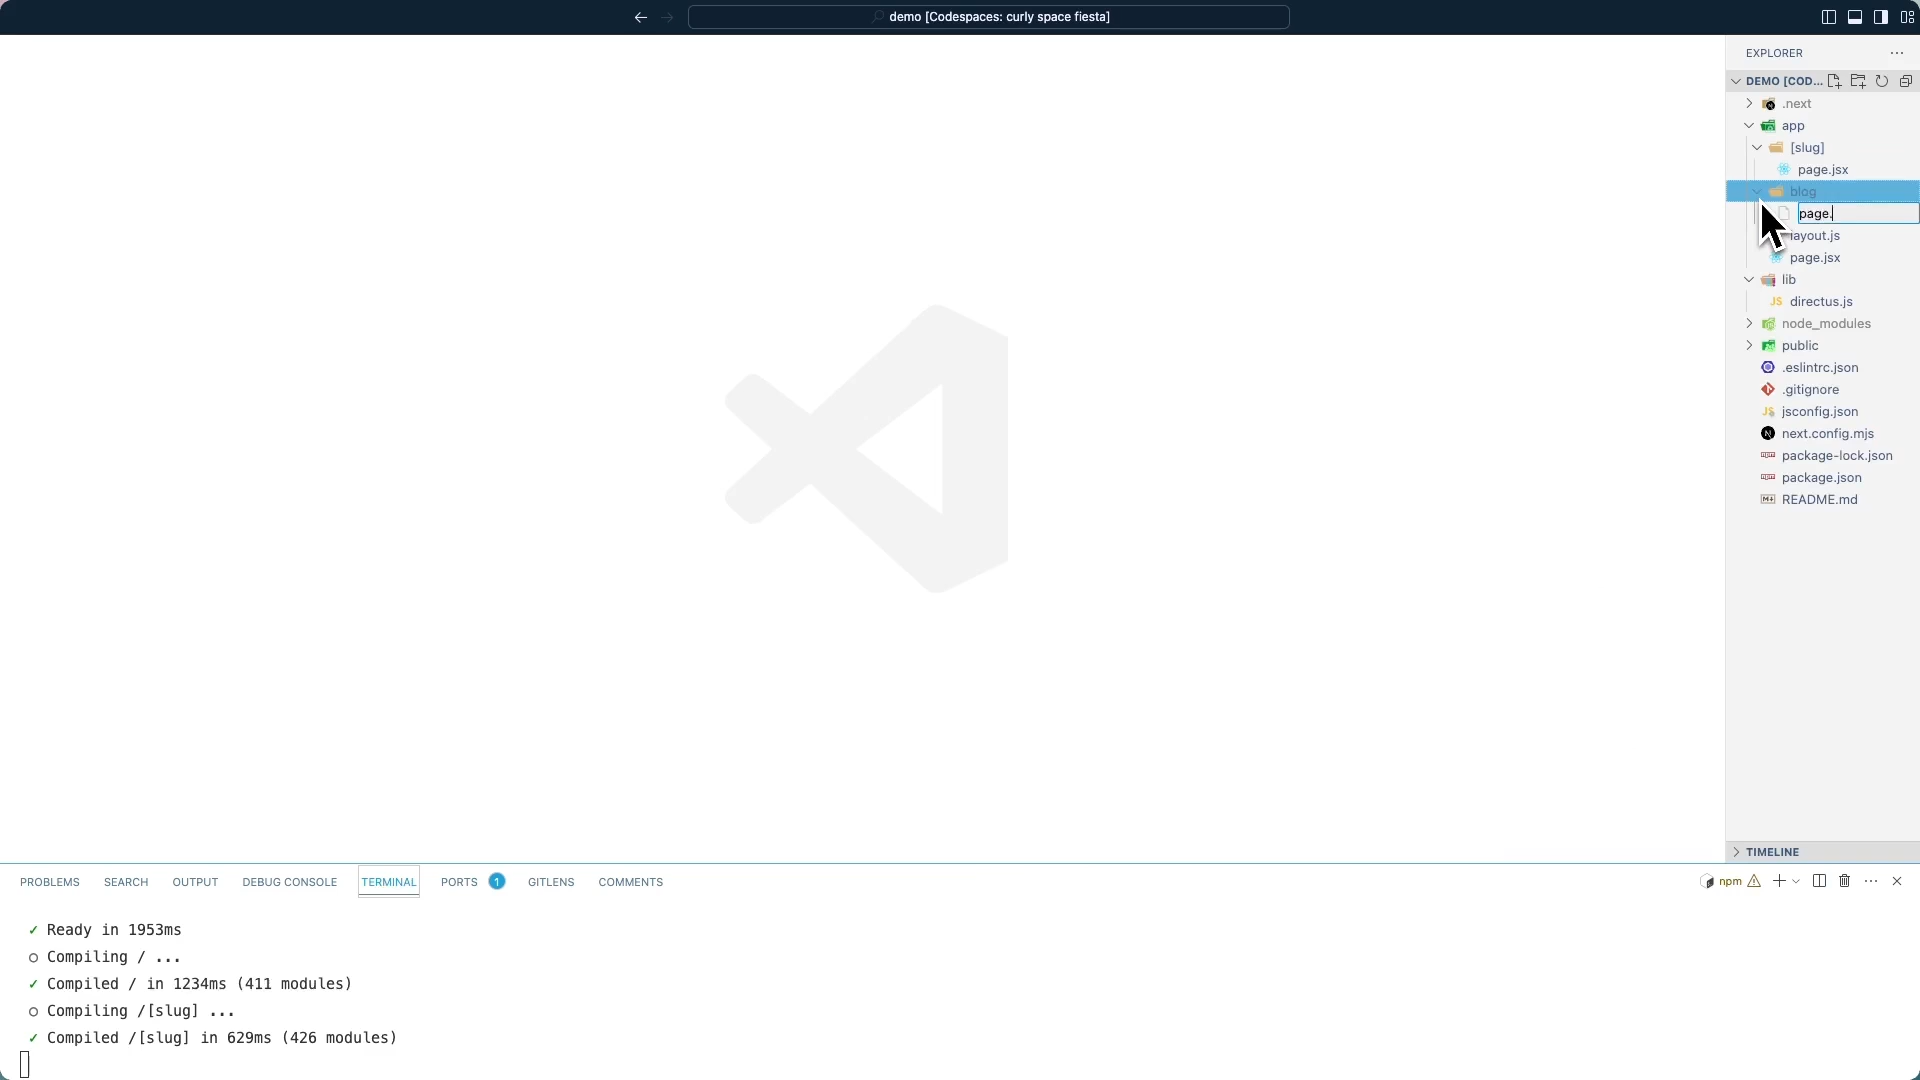 demo [Codespaces: curly space fiesta]
EXPLORER
DEMO [COD...
.next
app
[slug]
page.jsx
blog
page.
layout.js
page.jsx
lib
JS directus.js
node_modules
public
.eslintrc.json
.gitignore
JS jsconfig.json
N next.config.mjs
package-lock.json
package.json
README.md
TIMELINE
PROBLEMS SEARCH OUTPUT DEBUG CONSOLE TERMINAL PORTS 1 GITLENS COMMENTS
npm
✓ Ready in 1953ms
○ Compiling / ...
✓ Compiled / in 1234ms (411 modules)
○ Compiling /[slug] ...
✓ Compiled /[slug] in 629ms (426 modules)